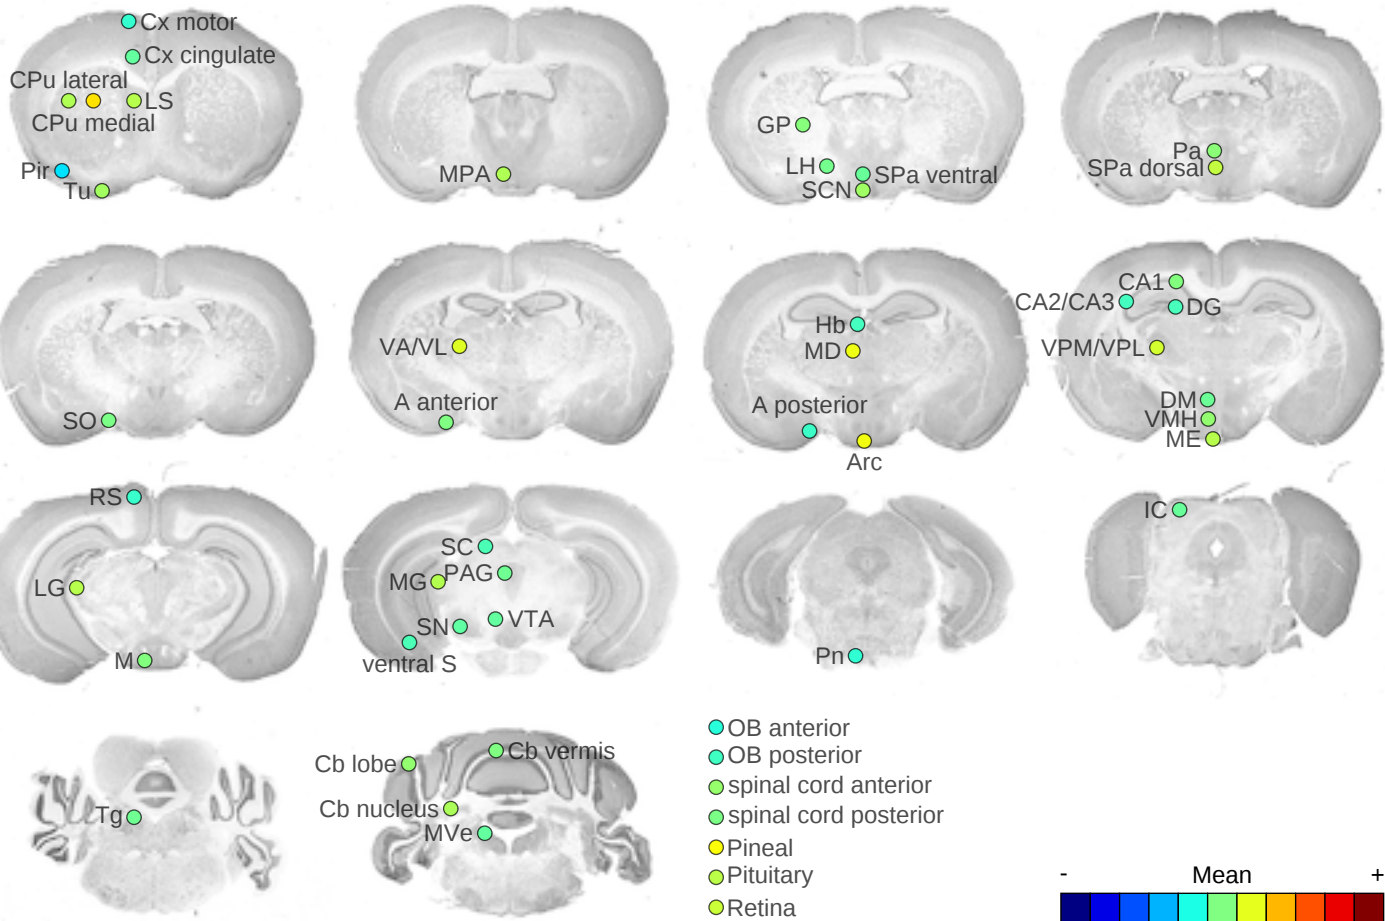 Cx motor
Cx cingulate
CPu lateral
LS
CPu medial
Pir
Tu
MPA
GP
LH
SPa ventral
SCN
Pa
SPa dorsal
SO
VA/VL
A anterior
Hb
MD
A posterior
Arc
CA1
CA2/CA3
DG
VPM/VPL
DM
VMH
ME
RS
LG
M
SC
PAG
MG
VTA
SN
ventral S
Pn
IC
Tg
Cb vermis
Cb lobe
Cb nucleus
MVe
OB anterior
OB posterior
spinal cord anterior
spinal cord posterior
Pineal
Pituitary
Retina
- Mean +